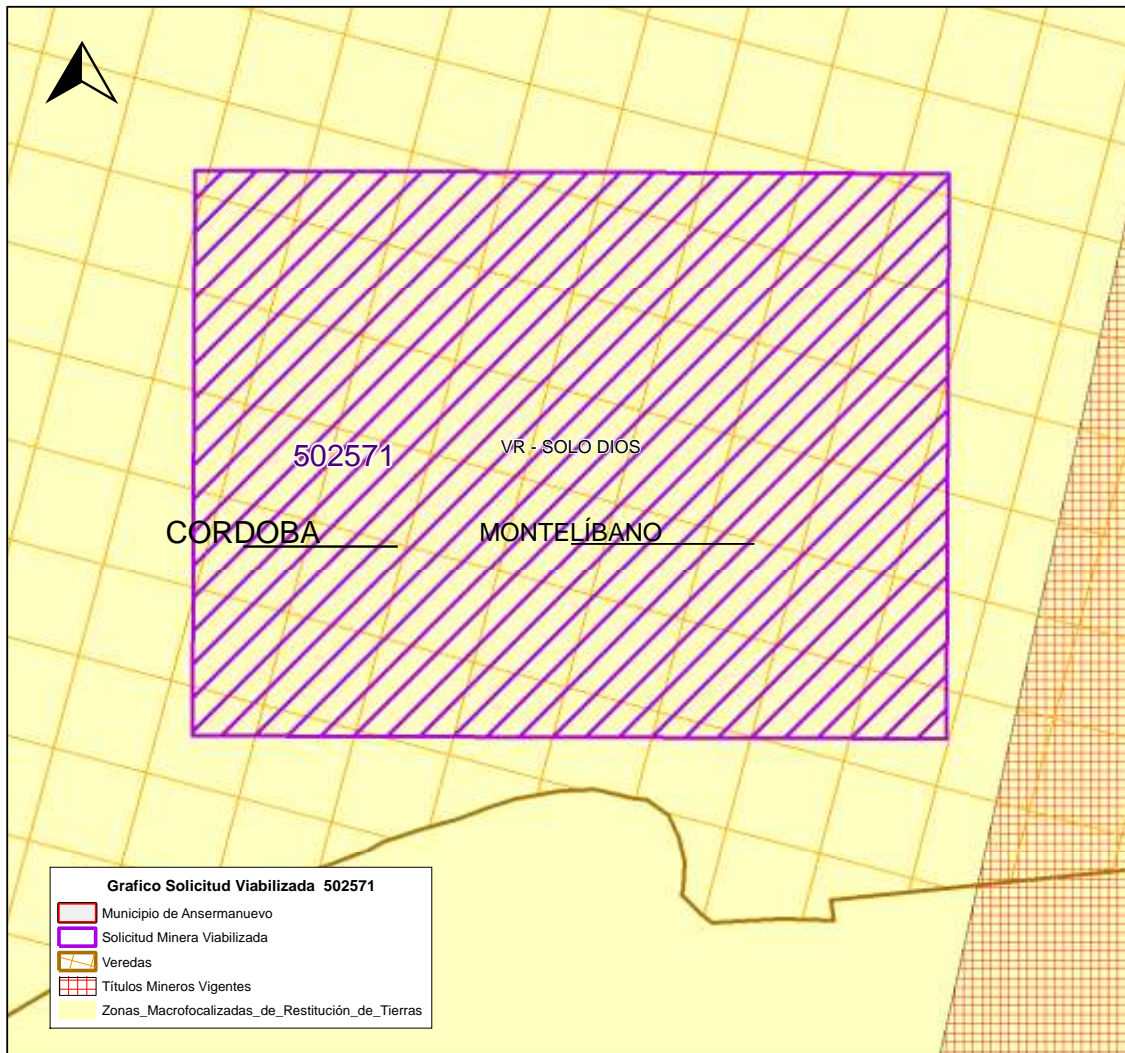 502571
VR - SOLO DIOS
CORDOBA
MONTELÍBANO
Grafico Solicitud Viabilizada 502571
Municipio de Ansermanuevo
Solicitud Minera Viabilizada
Veredas
Títulos Mineros Vigentes
Zonas_Macrofocalizadas_de_Restitución_de_Tierras